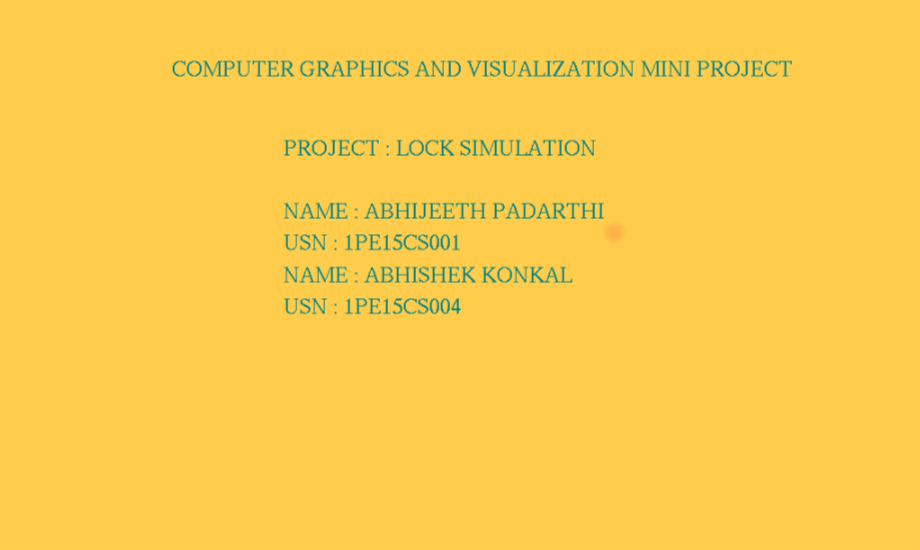 COMPUTER GRAPHICS AND VISUALIZATION MINI PROJECT
PROJECT : LOCK SIMULATION
NAME : ABHIJEETH PADARTHI
USN : 1PE15CS001
NAME : ABHISHEK KONKAL
USN : 1PE15CS004